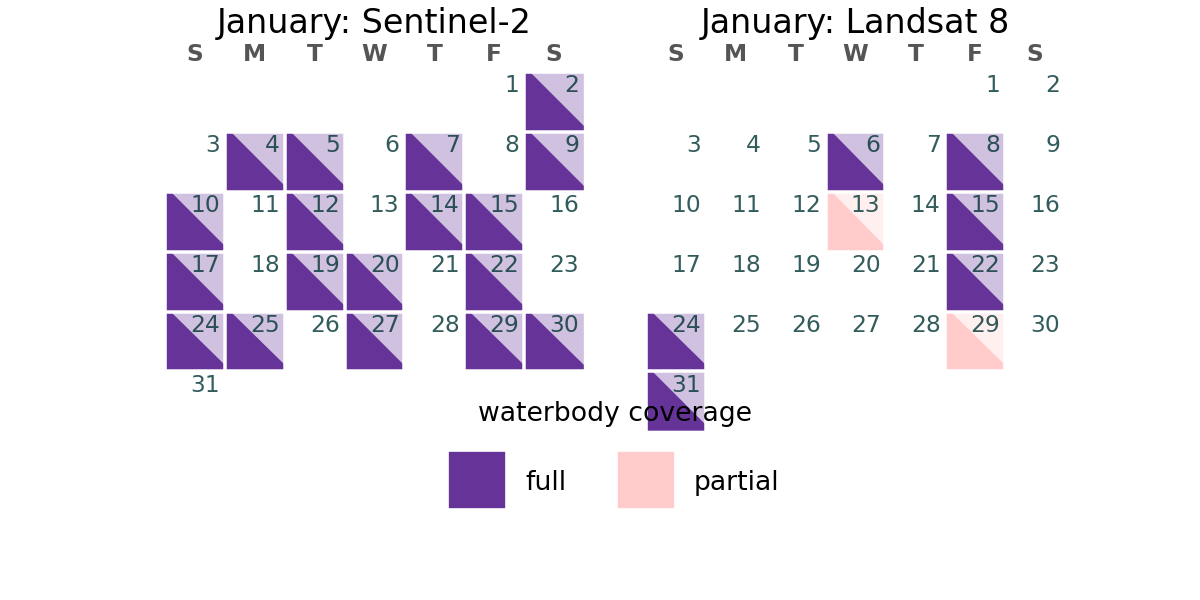 January: Sentinel-2
S M T W T F S
1 2
3 4 5 6 7 8 9
10 11 12 13 14 15 16
17 18 19 20 21 22 23
24 25 26 27 28 29 30
31
January: Landsat 8
S M T W T F S
1 2
3 4 5 6 7 8 9
10 11 12 13 14 15 16
17 18 19 20 21 22 23
24 25 26 27 28 29 30
31
waterbody coverage
full
partial